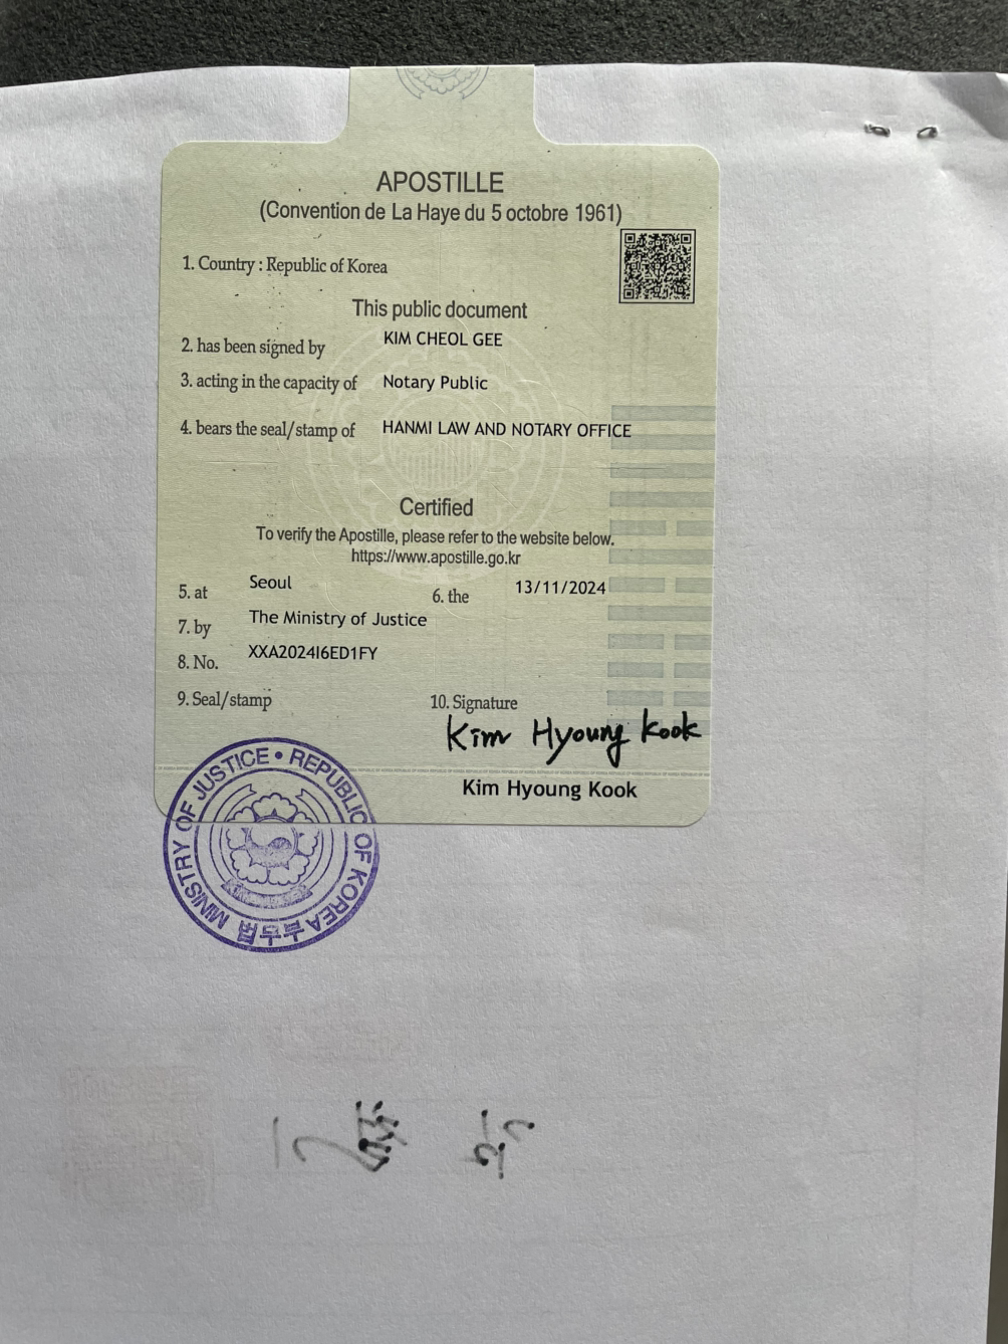 APOSTILLE
(Convention de La Haye du 5 octobre 1961)
1. Country : Republic of Korea
This public document
2. has been signed by KIM CHEOL GEE
3. acting in the capacity of Notary Public
4. bears the seal/stamp of HANMI LAW AND NOTARY OFFICE
Certified
To verify the Apostille, please refer to the website below.
https://www.apostille.go.kr
5. at Seoul 6. the 13/11/2024
7. by The Ministry of Justice
8. No. XXA2024I6ED1FY
9. Seal/stamp 10. Signature
Kim Hyoung Kook
Kim Hyoung Kook
MINISTRY OF JUSTICE • REPUBLIC OF KOREA 법무부